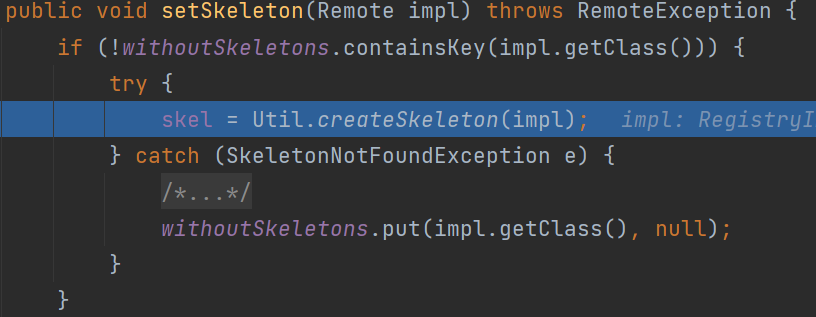 public void setSkeleton(Remote impl) throws RemoteException {
    if (!withoutSkeletons.containsKey(impl.getClass())) {
        try {
            skel = Util.createSkeleton(impl);   impl: RegistryI
        } catch (SkeletonNotFoundException e) {
            /*...*/
            withoutSkeletons.put(impl.getClass(), null);
        }
    }